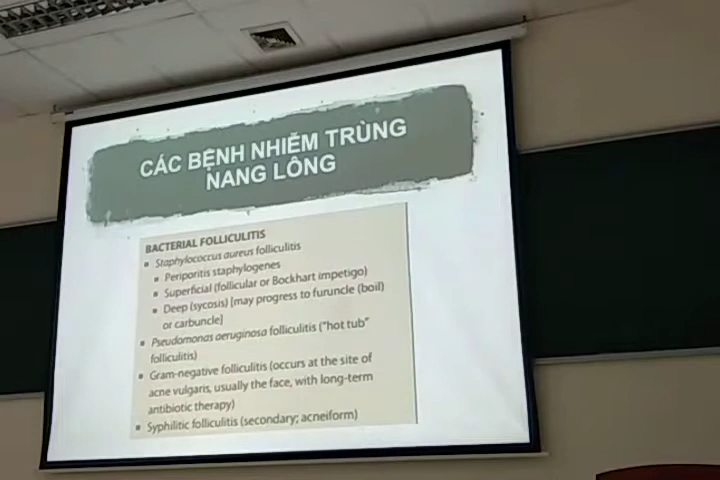 CÁC BỆNH NHIỄM TRÙNG
NANG LÔNG
BACTERIAL FOLLICULITIS
▪ Staphylococcus aureus folliculitis
▪ Periporitis staphylogenes
▪ Superficial (follicular or Bockhart impetigo)
▪ Deep (sycosis) [may progress to furuncle (boil)
or carbuncle]
▪ Pseudomonas aeruginosa folliculitis ("hot tub"
folliculitis)
▪ Gram-negative folliculitis (occurs at the site of
acne vulgaris, usually the face, with long-term
antibiotic therapy)
▪ Syphilitic folliculitis (secondary; acneiform)